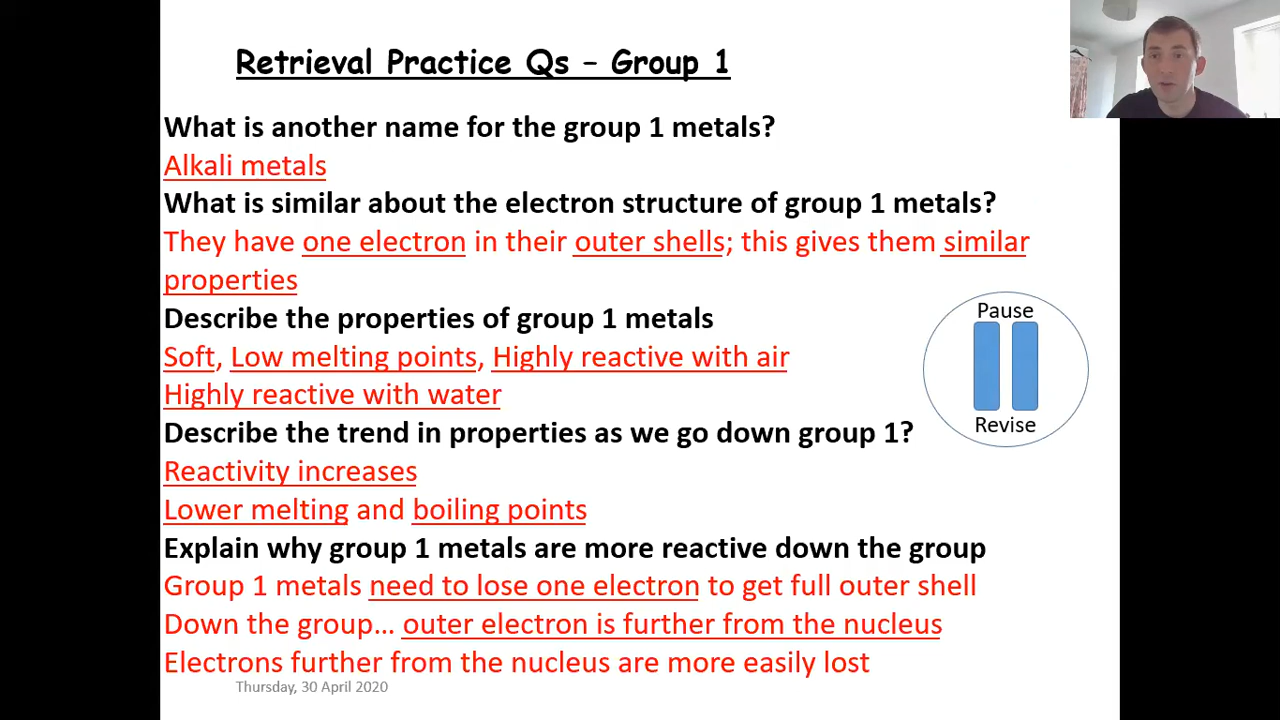 Retrieval Practice Qs – Group 1
What is another name for the group 1 metals?
Alkali metals
What is similar about the electron structure of group 1 metals?
They have one electron in their outer shells; this gives them similar
properties
Describe the properties of group 1 metals
Soft, Low melting points, Highly reactive with air
Highly reactive with water
Pause
Revise
Describe the trend in properties as we go down group 1?
Reactivity increases
Lower melting and boiling points
Explain why group 1 metals are more reactive down the group
Group 1 metals need to lose one electron to get full outer shell
Down the group... outer electron is further from the nucleus
Electrons further from the nucleus are more easily lost
Thursday, 30 April 2020